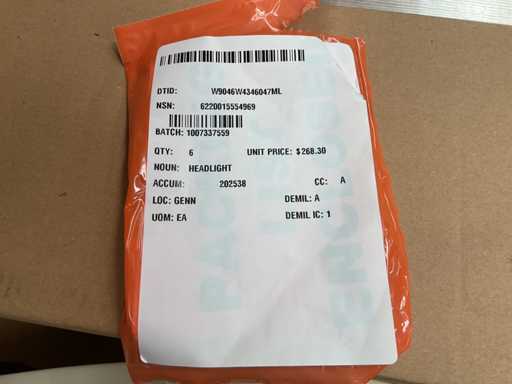 DTID: W9046W4346047ML
NSN: 6220015554969
BATCH: 1007337559
QTY: 6 UNIT PRICE: $268.30
NOUN: HEADLIGHT
ACCUM: 202538 CC: A
LOC: GENN DEMIL: A
UOM: EA DEMIL IC: 1